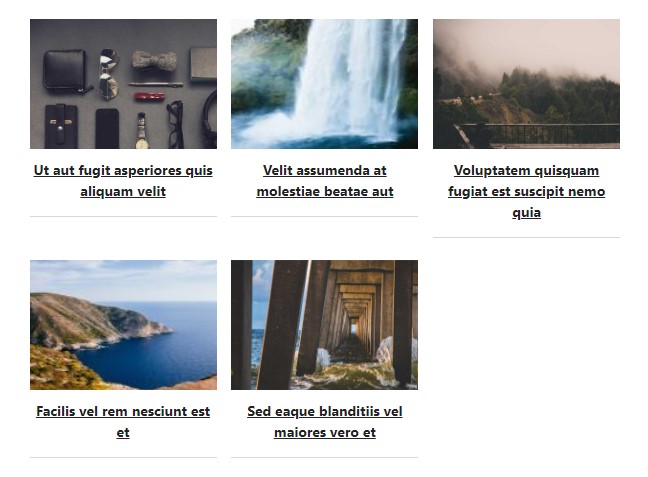 Ut aut fugit asperiores quis
aliquam velit
Velit assumenda at
molestiae beatae aut
Voluptatem quisquam
fugiat est suscipit nemo
quia
Facilis vel rem nesciunt est
et
Sed eaque blanditiis vel
maiores vero et